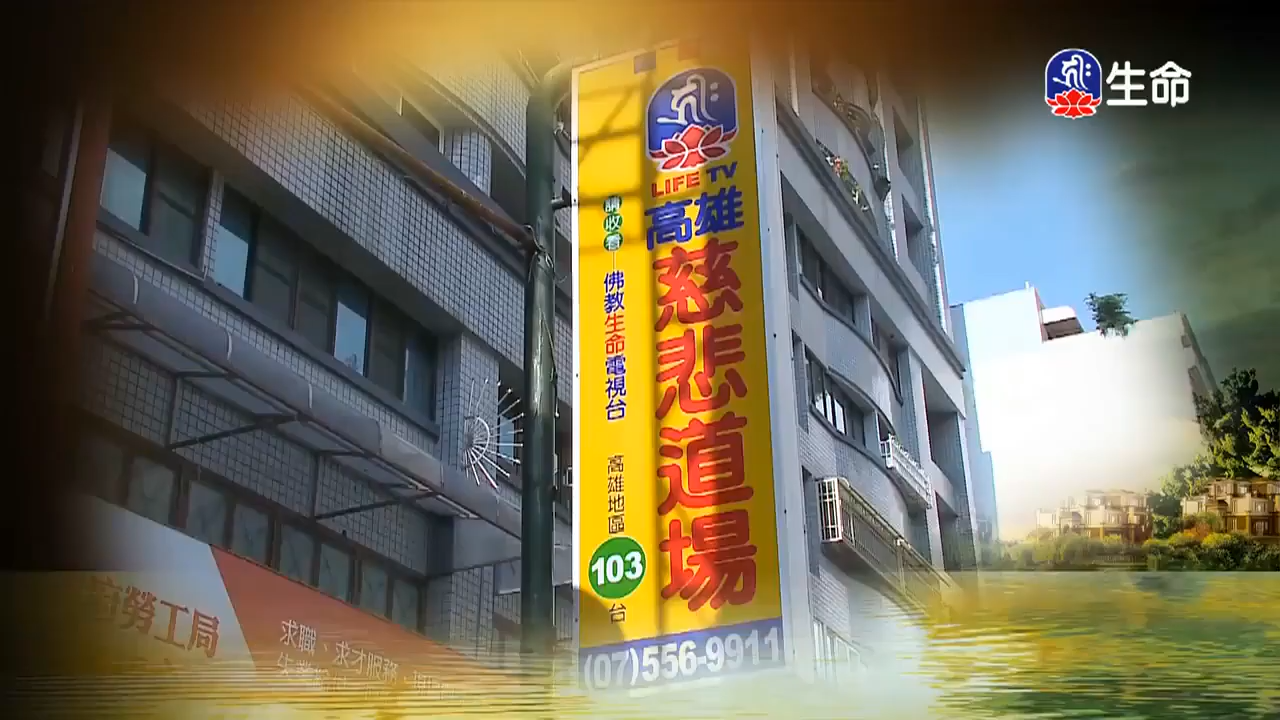 生命
LIFE TV
高雄
慈悲道場
請收看
佛教生命電視台
高雄地區
103
台
(07)556-9911
勞工局
求職、求才服務、